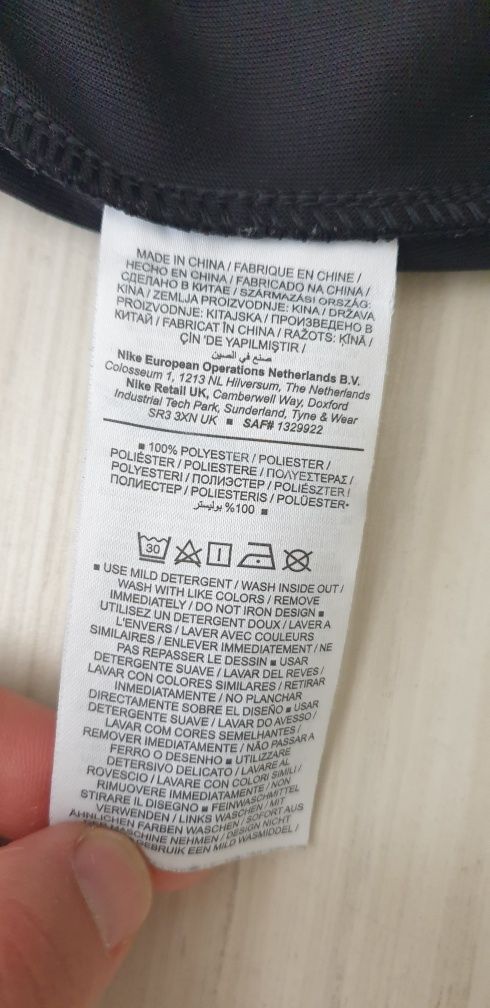 MADE IN CHINA / FABRIQUE EN CHINE /
HECHO EN CHINA / FABRICADO NA CHINA /
СДЕЛАНО В КИТАЕ / SZÁRMAZÁSI ORSZÁG:
KÍNA / ZEMLJA PROIZVODNJE: KINA / DRŽAVA
PROIZVODNJE: KITAJSKA / ПРОИЗВЕДЕНО В
КИТАЙ / FABRICAT ÎN CHINA / RAŽOTS: ĶĪNĀ /
ÇİN 'DE YAPILMIŞTIR /
صنع في الصين
Nike European Operations Netherlands B.V.
Colosseum 1, 1213 NL Hilversum, The Netherlands
Nike Retail UK, Camberwell Way, Doxford
Industrial Tech Park, Sunderland, Tyne & Wear
SR3 3XN UK ■ SAF# 1329922
■ 100% POLYESTER / POLIESTER /
POLIÉSTER / POLIESTERE / ΠΟΛΥΕΣΤΕΡΑΣ /
POLYESTERI / ПОЛИЭСТЕР / POLIÉSZTER /
ПОЛИЕСТЕР / POLIESTERIS / POLÜESTER
100% بوليستر ■
30
■ USE MILD DETERGENT / WASH INSIDE OUT /
WASH WITH LIKE COLORS / REMOVE
IMMEDIATELY / DO NOT IRON DESIGN ■
UTILISEZ UN DETERGENT DOUX / LAVER A
L'ENVERS / LAVER AVEC COULEURS
SIMILAIRES / ENLEVER IMMEDIATEMENT / NE
PAS REPASSER LE DESSIN ■ USAR
DETERGENTE SUAVE / LAVAR DEL REVES /
LAVAR CON COLORES SIMILARES / RETIRAR
INMEDIATAMENTE / NO PLANCHAR
DIRECTAMENTE SOBRE EL DISEÑO ■ USAR
DETERGENTE SUAVE / LAVAR DO AVESSO /
LAVAR COM CORES SEMELHANTES /
REMOVER IMEDIATAMENTE / NÃO PASSAR A
FERRO O DESENHO ■ UTILIZZARE
DETERSIVO DELICATO / LAVARE AL
ROVESCIO / LAVARE CON COLORI SIMILI /
RIMUOVERE IMMEDIATAMENTE / NON
STIRARE IL DISEGNO ■ FEINWASCHMITTEL
VERWENDEN / LINKS WASCHEN / MIT
ÄHNLICHEN FARBEN WASCHEN / SOFORT AUS
DER MASCHINE NEHMEN / DESIGN NICHT
EEN MILD WASMIDDEL /